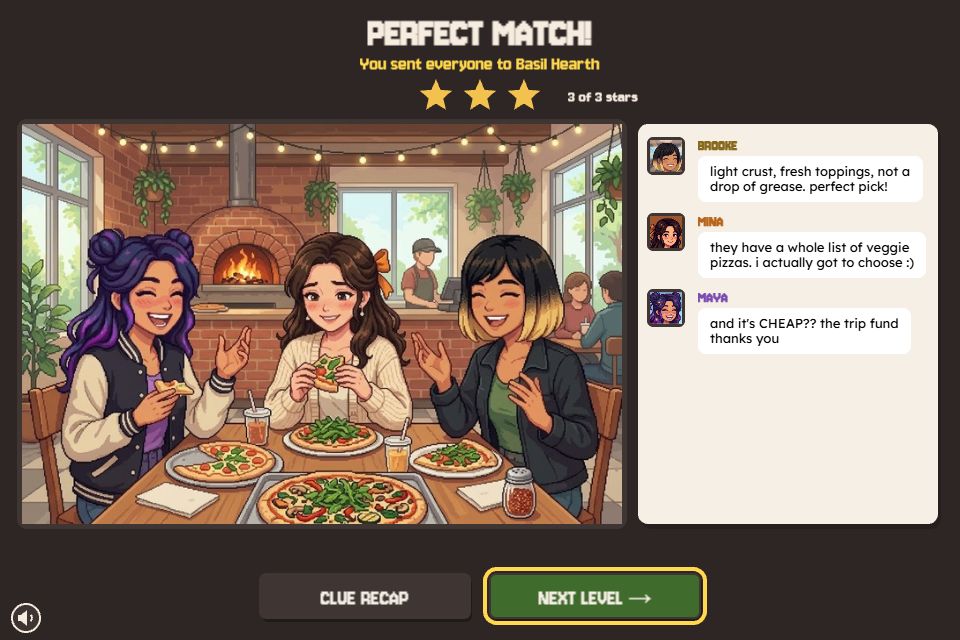 PERFECT MATCH!
You sent everyone to Basil Hearth
3 of 3 stars
BROOKE
light crust, fresh toppings, not a
drop of grease. perfect pick!
MINA
they have a whole list of veggie
pizzas. i actually got to choose :)
MAYA
and it's CHEAP?? the trip fund
thanks you
CLUE RECAP
NEXT LEVEL →